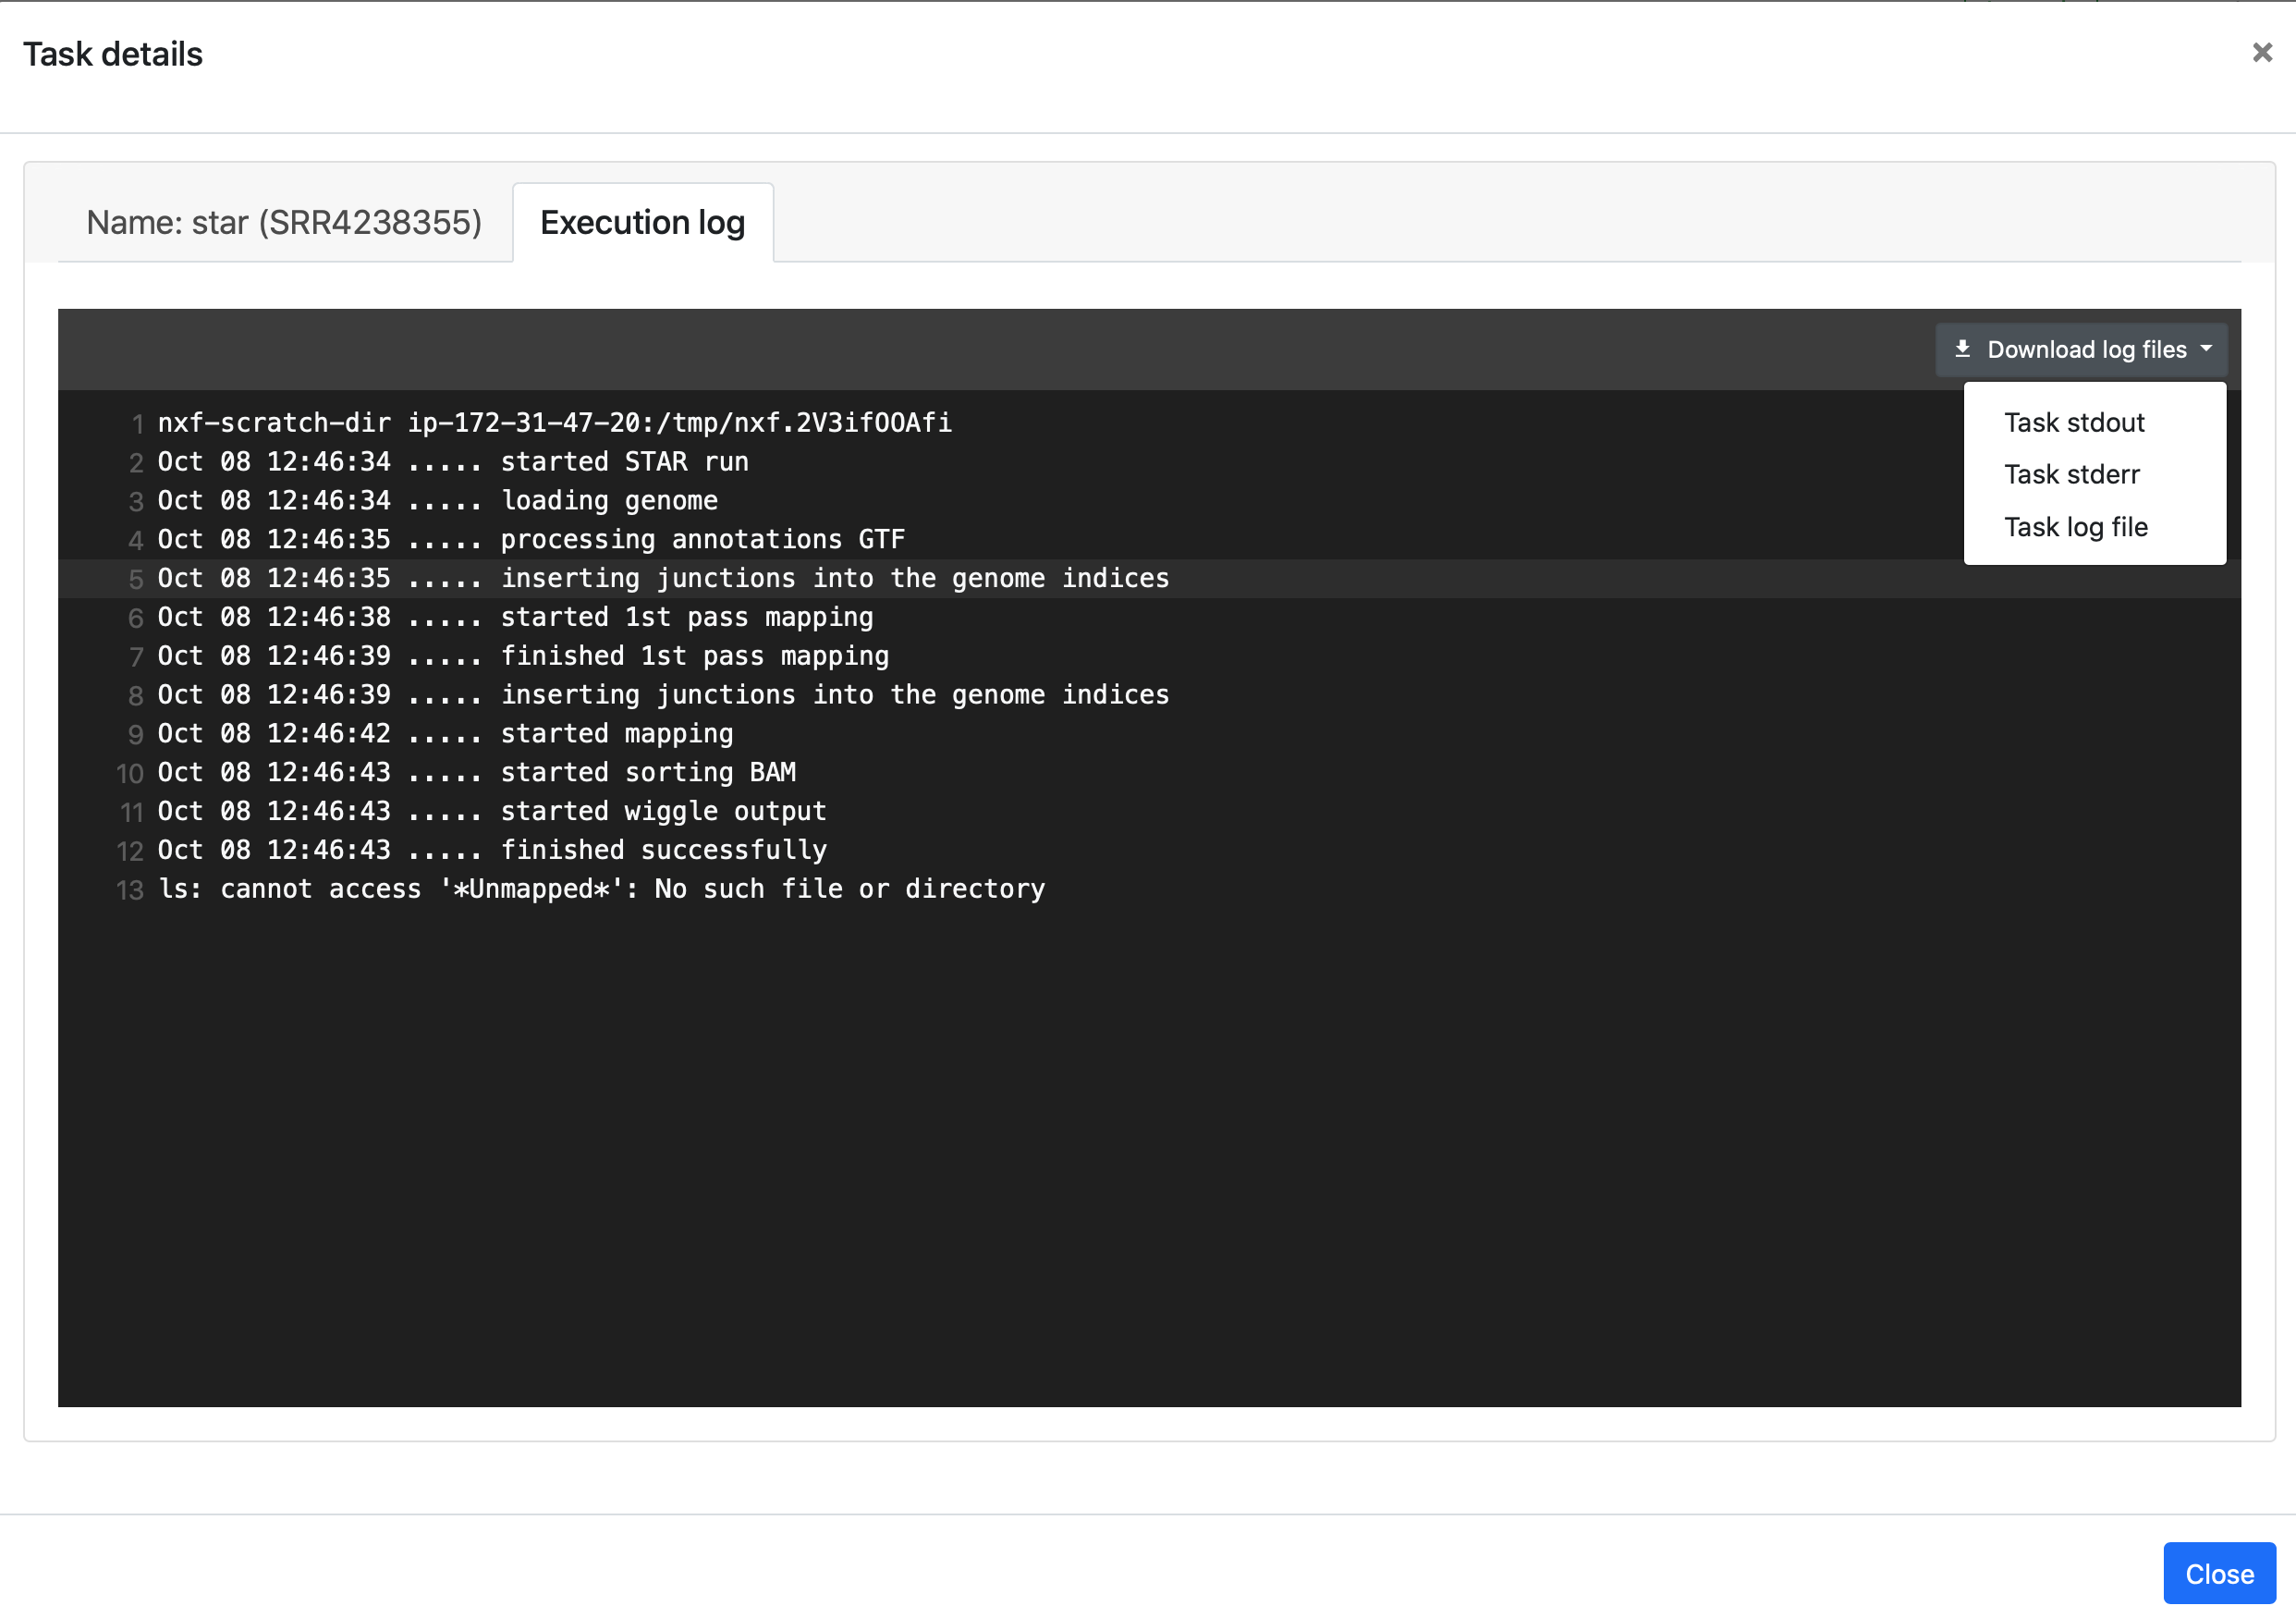 Task details
×
Name: star (SRR4238355)
Execution log
Download log files
Task stdout
Task stderr
Task log file
1 nxf-scratch-dir ip-172-31-47-20:/tmp/nxf.2V3ifOOAfi
2 Oct 08 12:46:34 ..... started STAR run
3 Oct 08 12:46:34 ..... loading genome
4 Oct 08 12:46:35 ..... processing annotations GTF
5 Oct 08 12:46:35 ..... inserting junctions into the genome indices
6 Oct 08 12:46:38 ..... started 1st pass mapping
7 Oct 08 12:46:39 ..... finished 1st pass mapping
8 Oct 08 12:46:39 ..... inserting junctions into the genome indices
9 Oct 08 12:46:42 ..... started mapping
10 Oct 08 12:46:43 ..... started sorting BAM
11 Oct 08 12:46:43 ..... started wiggle output
12 Oct 08 12:46:43 ..... finished successfully
13 ls: cannot access '*Unmapped*': No such file or directory
Close